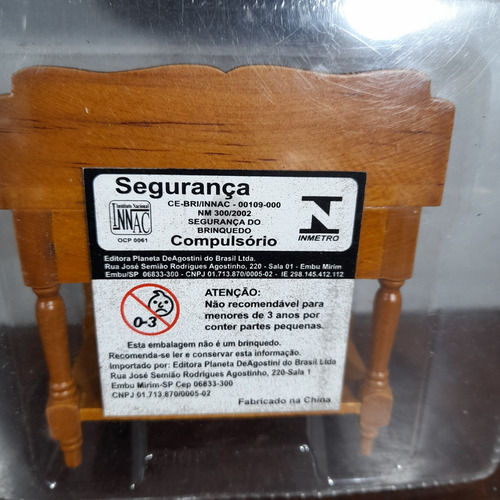 Segurança
Instituto Nacional
INNAC
OCP 0061
CE-BRI/INNAC - 00109-000
NM 300/2002
SEGURANÇA DO
BRINQUEDO
Compulsório
INMETRO
Editora Planeta DeAgostini do Brasil Ltda.
Rua José Semião Rodrigues Agostinho, 220 - Sala 01 - Embu Mirim
Embu/SP 06833-300 - CNPJ 01.713.870/0005-02 - IE 298.145.412.112
0-3
ATENÇÃO:
Não recomendável para
menores de 3 anos por
conter partes pequenas.
Esta embalagem não é um brinquedo.
Recomenda-se ler e conservar esta informação.
Importado por: Editora Planeta DeAgostini do Brasil Ltda
Rua José Semião Rodrigues Agostinho, 220-Sala 1
Embu Mirim-SP Cep 06833-300
CNPJ 01.713.870/0005-02
Fabricado na China